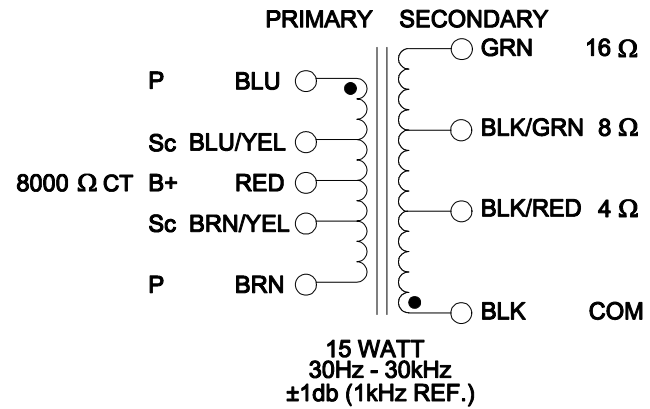 PRIMARY SECONDARY
GRN 16 Ω
P BLU
BLK/GRN 8 Ω
Sc BLU/YEL
8000 Ω CT B+ RED
BLK/RED 4 Ω
Sc BRN/YEL
P BRN
BLK COM
15 WATT
30Hz - 30kHz
±1db (1kHz REF.)